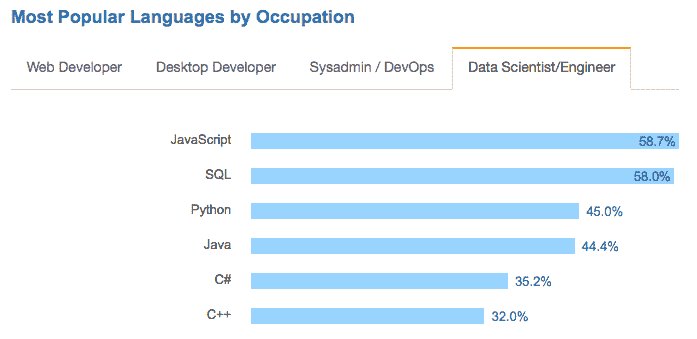 Most Popular Languages by Occupation
Web Developer Desktop Developer Sysadmin / DevOps Data Scientist/Engineer
JavaScript 58.7%
SQL 58.0%
Python 45.0%
Java 44.4%
C# 35.2%
C++ 32.0%